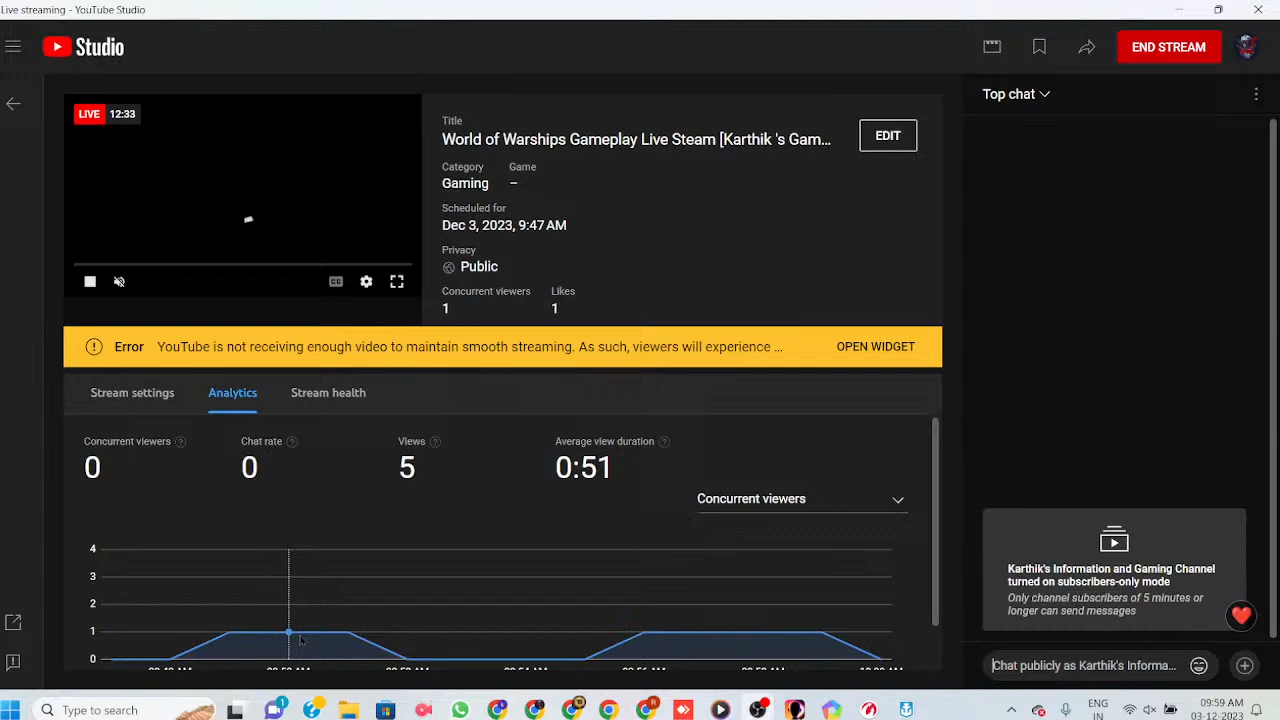 Live streaming - YouTube Studio
Studio
END STREAM
LIVE 12:33
Title
World of Warships Gameplay Live Steam [Karthik 's Gam...
EDIT
Category Game
Gaming –
Scheduled for
Dec 3, 2023, 9:47 AM
Privacy
Public
Concurrent viewers Likes
1 1
Top chat
Error YouTube is not receiving enough video to maintain smooth streaming. As such, viewers will experience ... OPEN WIDGET
Stream settings Analytics Stream health
Concurrent viewers Chat rate Views Average view duration
0 0 5 0:51
Concurrent viewers
4
3
2
1
0
Karthik's Information and Gaming Channel
turned on subscribers-only mode
Only channel subscribers of 5 minutes or
longer can send messages
Chat publicly as Karthik's Informa...
Type to search
ENG
IN
09:59 AM